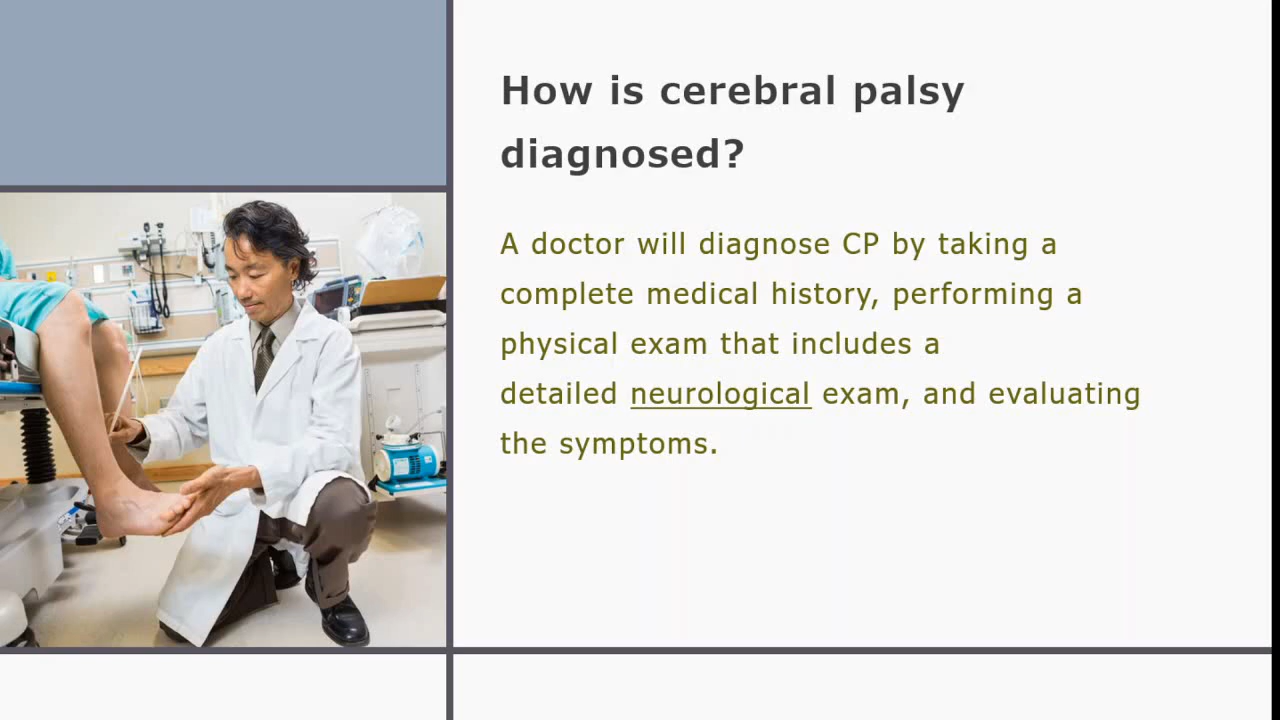 How is cerebral palsy
diagnosed?
A doctor will diagnose CP by taking a
complete medical history, performing a
physical exam that includes a
detailed neurological exam, and evaluating
the symptoms.